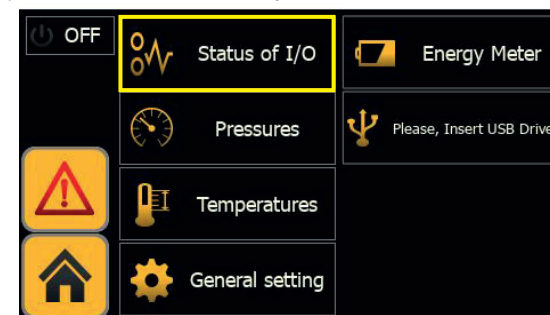 OFF
Status of I/O
Energy Meter
Pressures
Please, Insert USB Drive
Temperatures
General setting